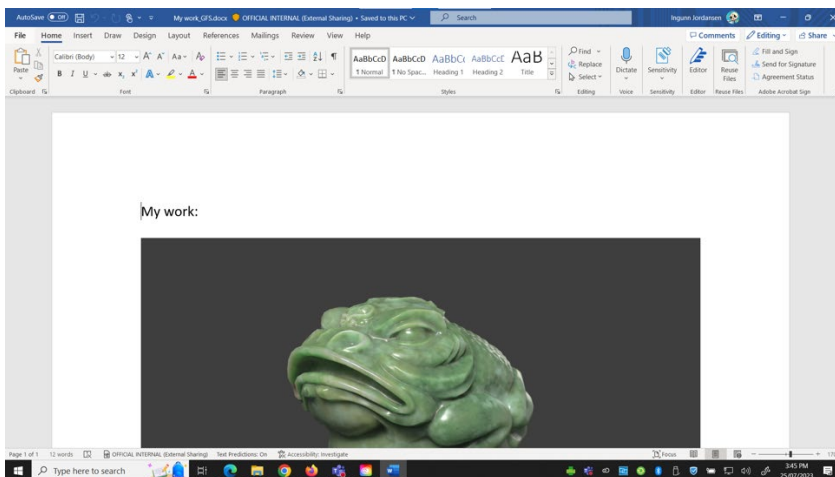 AutoSave Off My work_GFS.docx OFFICIAL INTERNAL (External Sharing) • Saved to this PC Search Ingunn Jordansen
File Home Insert Draw Design Layout References Mailings Review View Help Comments Editing Share
Paste
Calibri (Body) 12 A A Aa A
B I U ab x x A A
AaBbCcD AaBbCcD AaBbCc AaBbCcC AaB
¶ Normal ¶ No Spac... Heading 1 Heading 2 Title
Find
Replace
Select
Dictate
Sensitivity
Editor
Reuse Files
Fill and Sign
Send for Signature
Agreement Status
Clipboard Font Paragraph Styles Editing Voice Sensitivity Editor Reuse Files Adobe Acrobat Sign
My work:
Page 1 of 1 12 words OFFICIAL INTERNAL (External Sharing) Text Predictions: On Accessibility: Investigate Focus
Type here to search 3:45 PM
25/07/2023